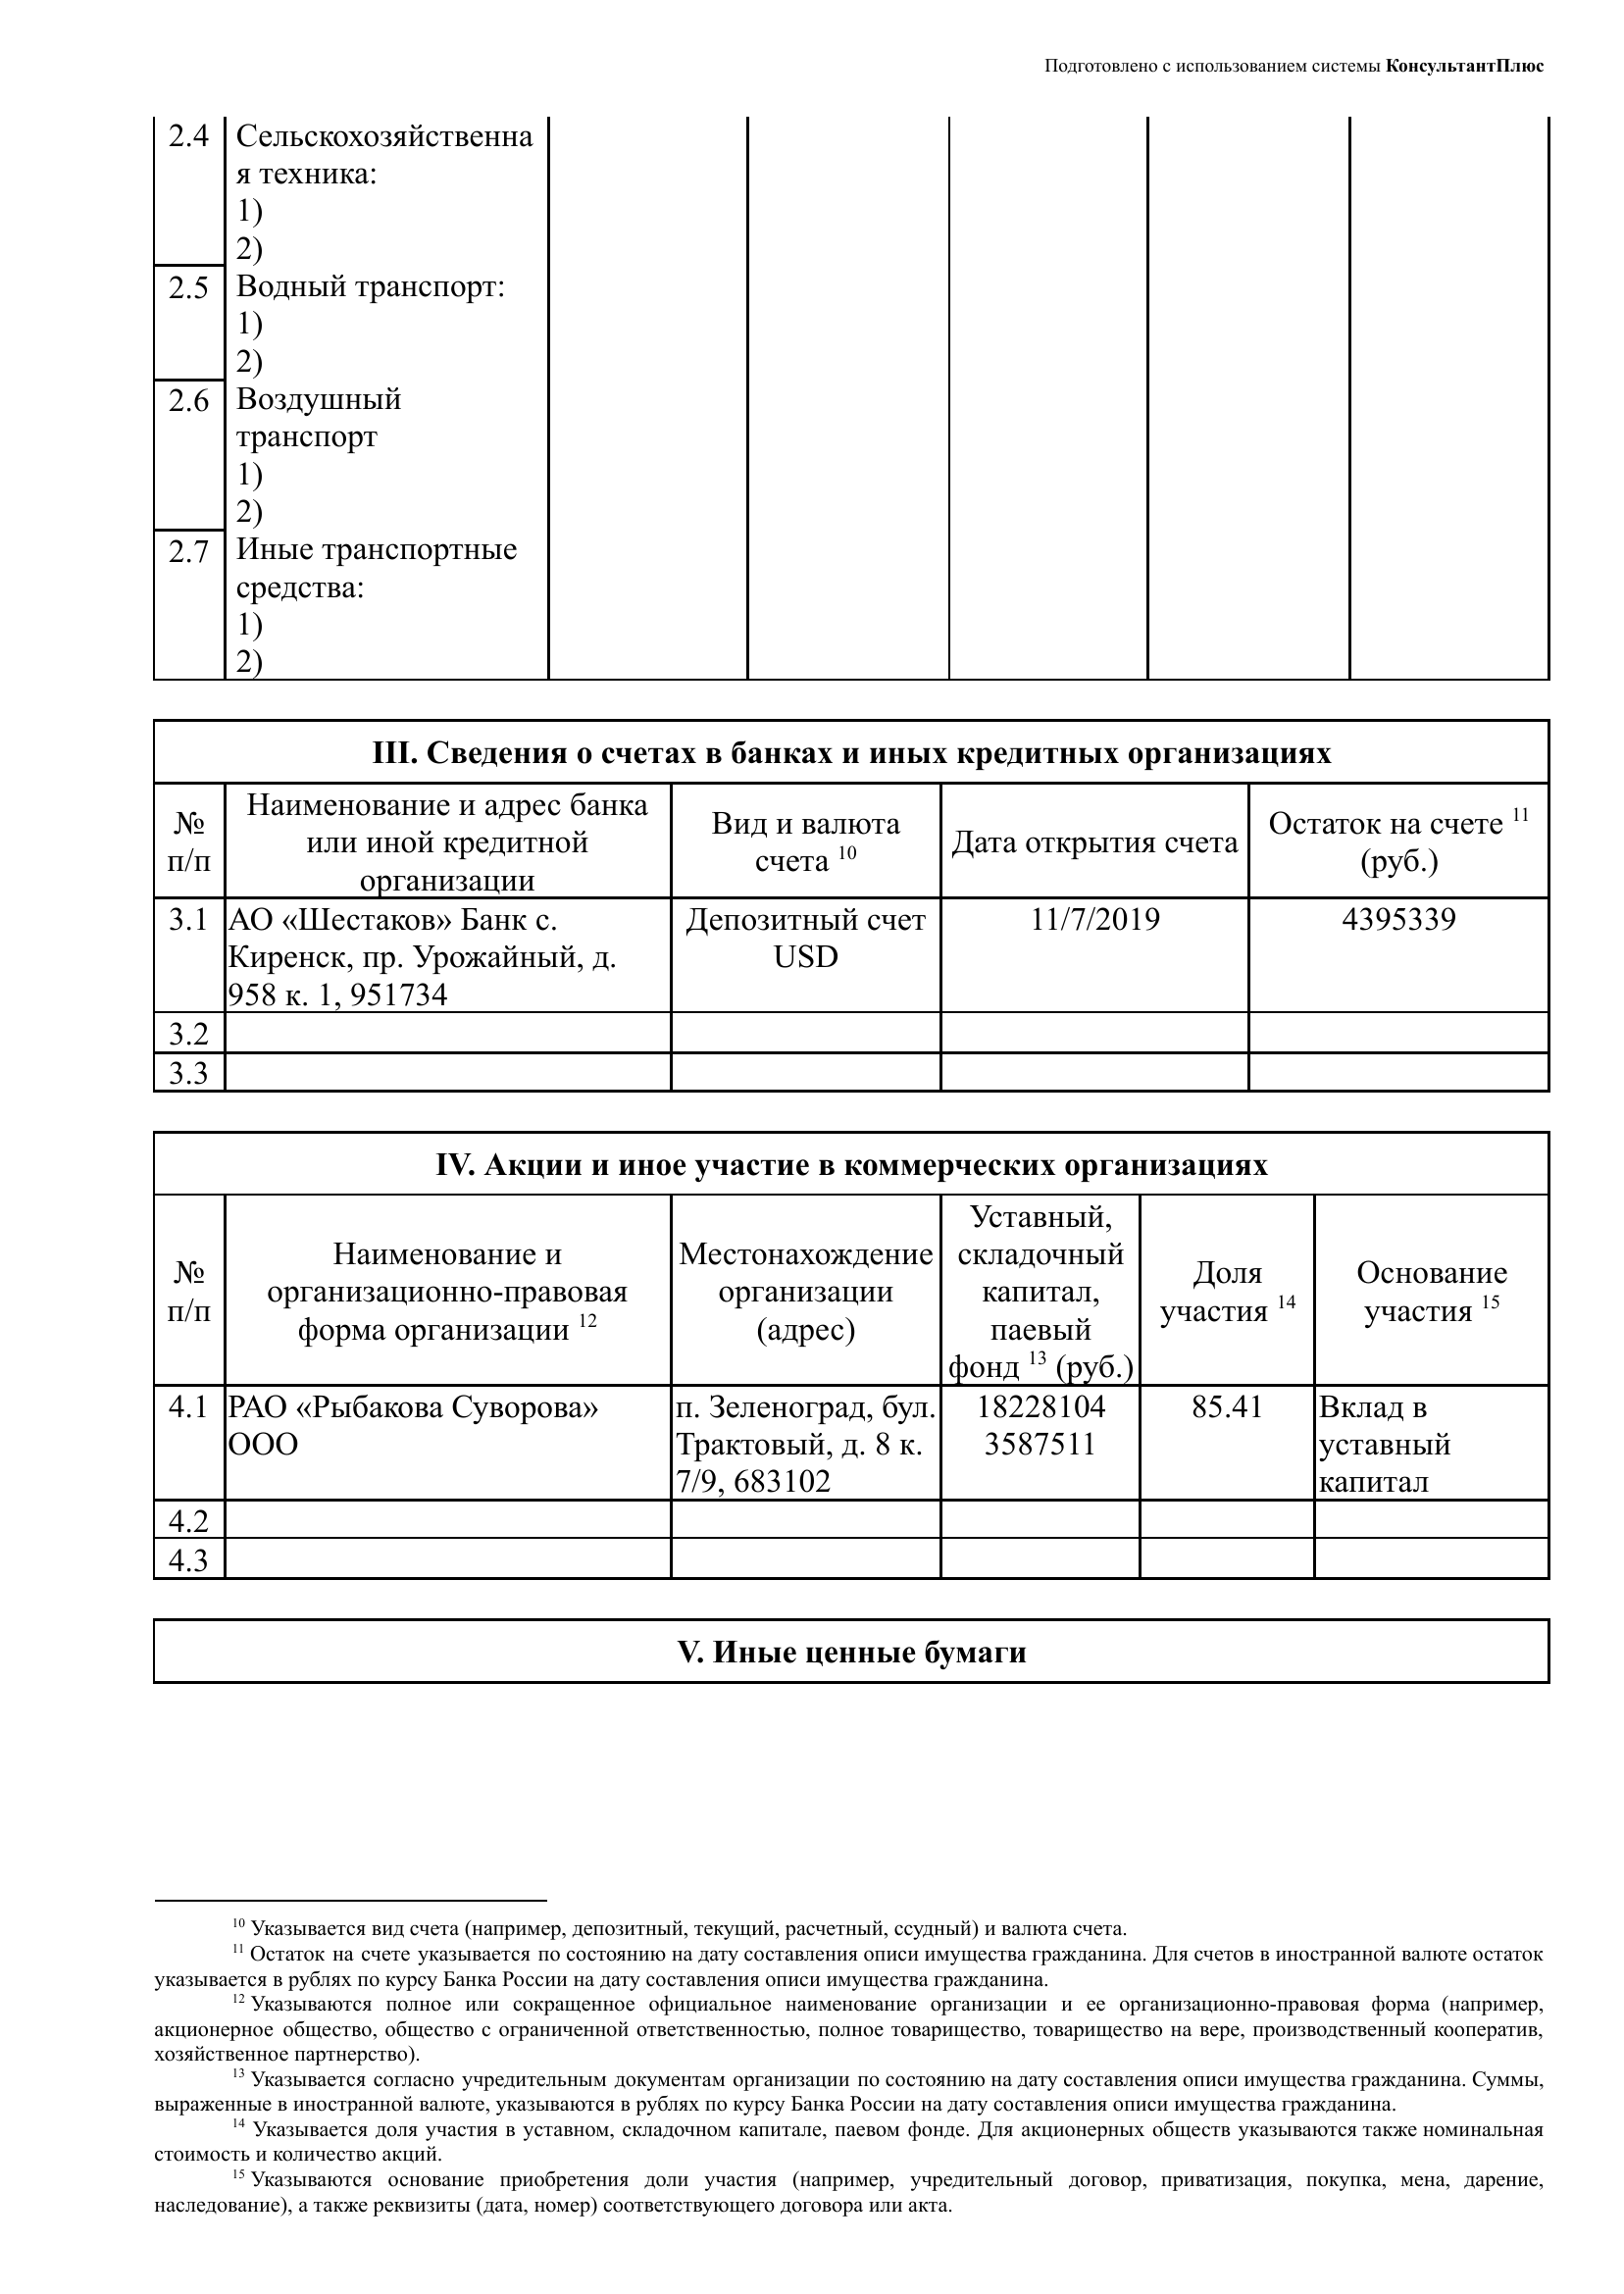 Подготовлено с использованием системы КонсультантПлюс
2.4 Сельскохозяйственна
я техника:
1)
2)
2.5 Водный транспорт:
1)
2)
2.6 Воздушный
транспорт
1)
2)
2.7 Иные транспортные
средства:
1)
2)
III. Сведения о счетах в банках и иных кредитных организациях
№
п/п
Наименование и адрес банка
или иной кредитной
организации
Вид и валюта
счета 10
Дата открытия счета
Остаток на счете 11
(руб.)
3.1
АО «Шестаков» Банк с.
Киренск, пр. Урожайный, д.
958 к. 1, 951734
Депозитный счет
USD
11/7/2019
4395339
3.2
3.3
IV. Акции и иное участие в коммерческих организациях
№
п/п
Наименование и
организационно-правовая
форма организации 12
Местонахождение
организации
(адрес)
Уставный,
складочный
капитал,
паевый
фонд 13 (руб.)
Доля
участия 14
Основание
участия 15
4.1
РАО «Рыбакова Суворова»
ООО
п. Зеленоград, бул.
Трактовый, д. 8 к.
7/9, 683102
18228104
3587511
85.41
Вклад в
уставный
капитал
4.2
4.3
V. Иные ценные бумаги
10 Указывается вид счета (например, депозитный, текущий, расчетный, ссудный) и валюта счета.
11 Остаток на счете указывается по состоянию на дату составления описи имущества гражданина. Для счетов в иностранной валюте остаток
указывается в рублях по курсу Банка России на дату составления описи имущества гражданина.
12 Указываются полное или сокращенное официальное наименование организации и ее организационно-правовая форма (например,
акционерное общество, общество с ограниченной ответственностью, полное товарищество, товарищество на вере, производственный кооператив,
хозяйственное партнерство).
13 Указывается согласно учредительным документам организации по состоянию на дату составления описи имущества гражданина. Суммы,
выраженные в иностранной валюте, указываются в рублях по курсу Банка России на дату составления описи имущества гражданина.
14 Указывается доля участия в уставном, складочном капитале, паевом фонде. Для акционерных обществ указываются также номинальная
стоимость и количество акций.
15 Указываются основание приобретения доли участия (например, учредительный договор, приватизация, покупка, мена, дарение,
наследование), а также реквизиты (дата, номер) соответствующего договора или акта.